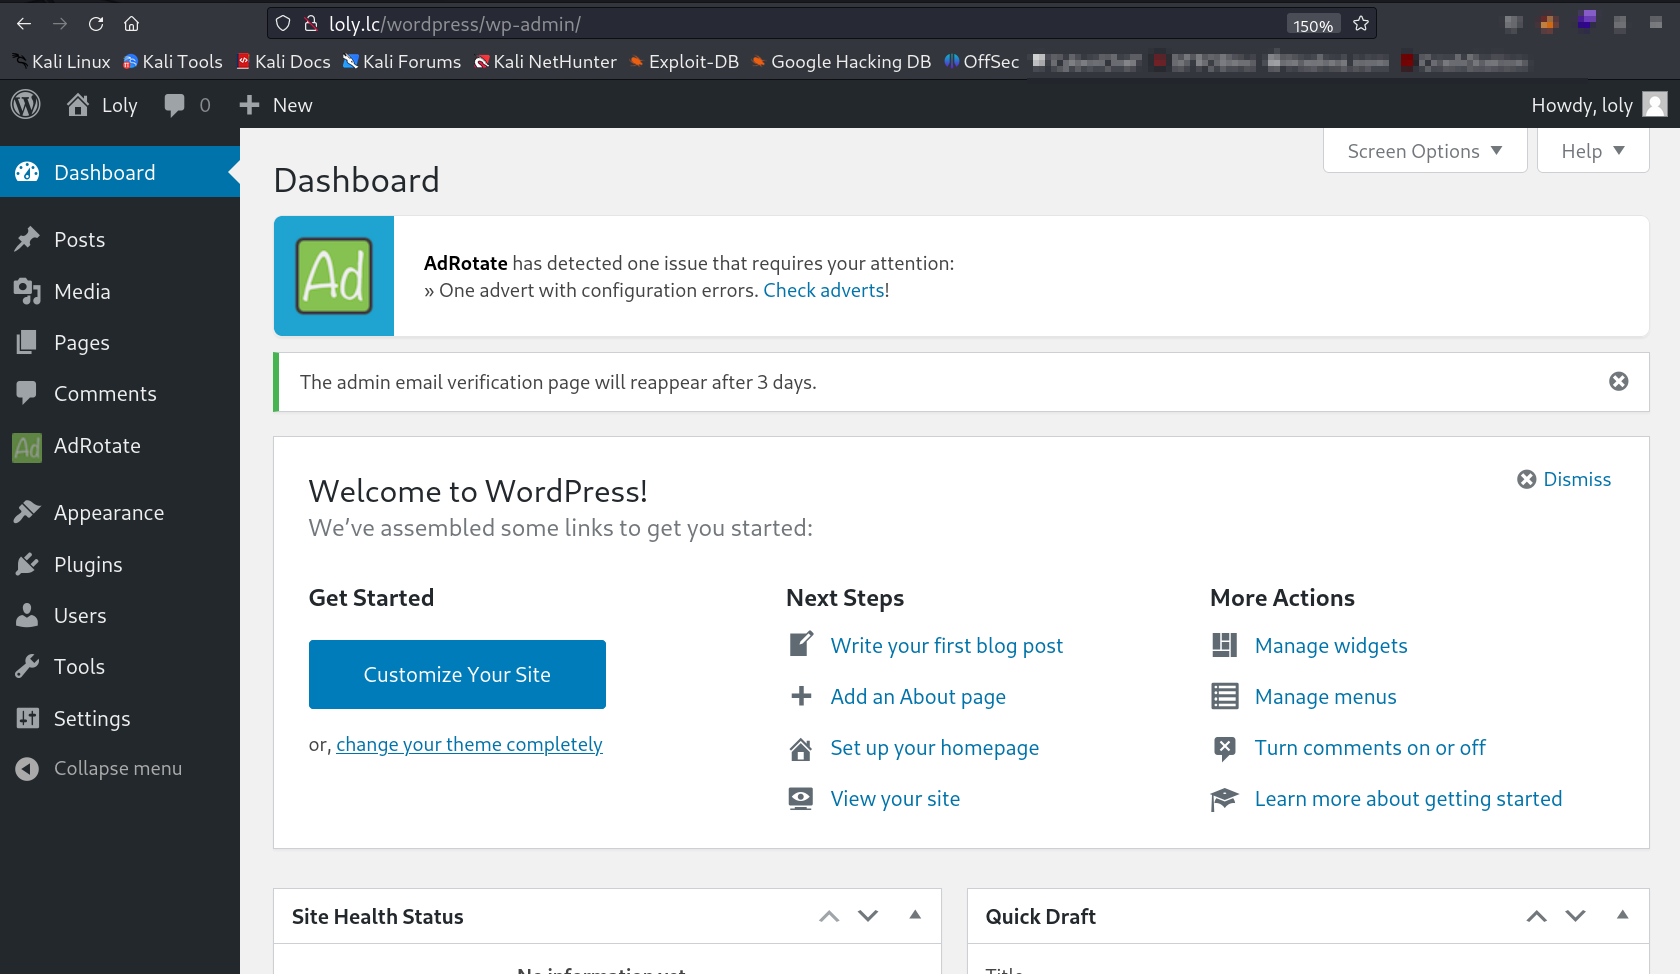 loly.lc/wordpress/wp-admin/ 150%
Kali Linux Kali Tools Kali Docs Kali Forums Kali NetHunter Exploit-DB Google Hacking DB OffSec
Loly 0 New Howdy, loly
Screen Options Help
Dashboard
Posts
Media
Pages
Comments
Ad AdRotate
Appearance
Plugins
Users
Tools
Settings
Collapse menu
Dashboard
Ad
AdRotate has detected one issue that requires your attention:
» One advert with configuration errors. Check adverts!
The admin email verification page will reappear after 3 days.
Welcome to WordPress!
Dismiss
We’ve assembled some links to get you started:
Get Started
Customize Your Site
or, change your theme completely
Next Steps
Write your first blog post
Add an About page
Set up your homepage
View your site
More Actions
Manage widgets
Manage menus
Turn comments on or off
Learn more about getting started
Site Health Status
No information yet
Quick Draft
Title